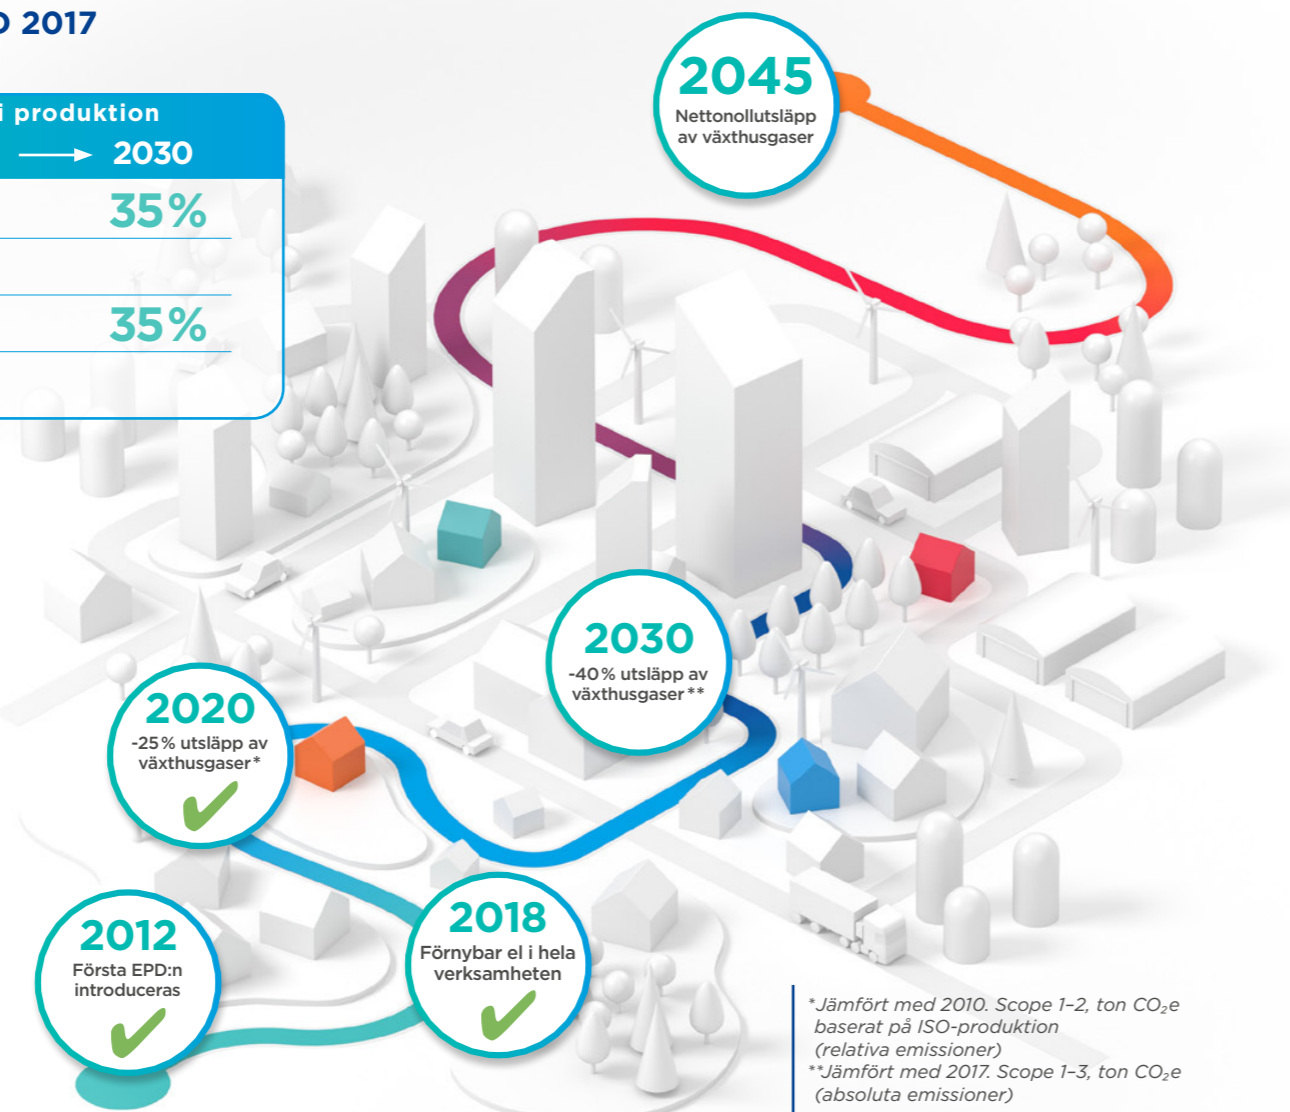 2017
i produktion
→ 2030
35%
35%
2045
Nettonollutsläpp
av växthusgaser
2030
-40% utsläpp av
växthusgaser**
2020
-25% utsläpp av
växthusgaser*
2012
Första EPD:n
introduceras
2018
Förnybar el i hela
verksamheten
*Jämfört med 2010. Scope 1–2, ton CO₂e
baserat på ISO-produktion
(relativa emissioner)
**Jämfört med 2017. Scope 1–3, ton CO₂e
(absoluta emissioner)